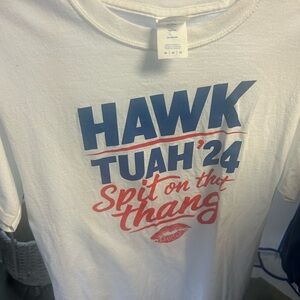 HAWK
TUAH '24
Spit on that
thang